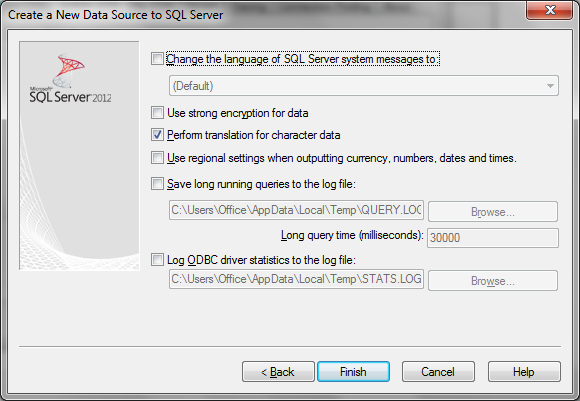 Create a New Data Source to SQL Server
Change the language of SQL Server system messages to:
(Default)
Microsoft
SQL Server 2012
Use strong encryption for data
Perform translation for character data
Use regional settings when outputting currency, numbers, dates and times.
Save long running queries to the log file:
C:\Users\Office\AppData\Local\Temp\QUERY.LOG
Browse...
Long query time (milliseconds):
30000
Log ODBC driver statistics to the log file:
C:\Users\Office\AppData\Local\Temp\STATS.LOG
Browse...
< Back
Finish
Cancel
Help